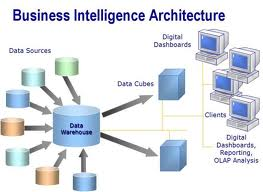 Business Intelligence Architecture
Data Sources
Digital
Dashboards
Data Cubes
Data
Warehouse
Clients
Digital
Dashboards,
Reporting,
OLAP Analysis